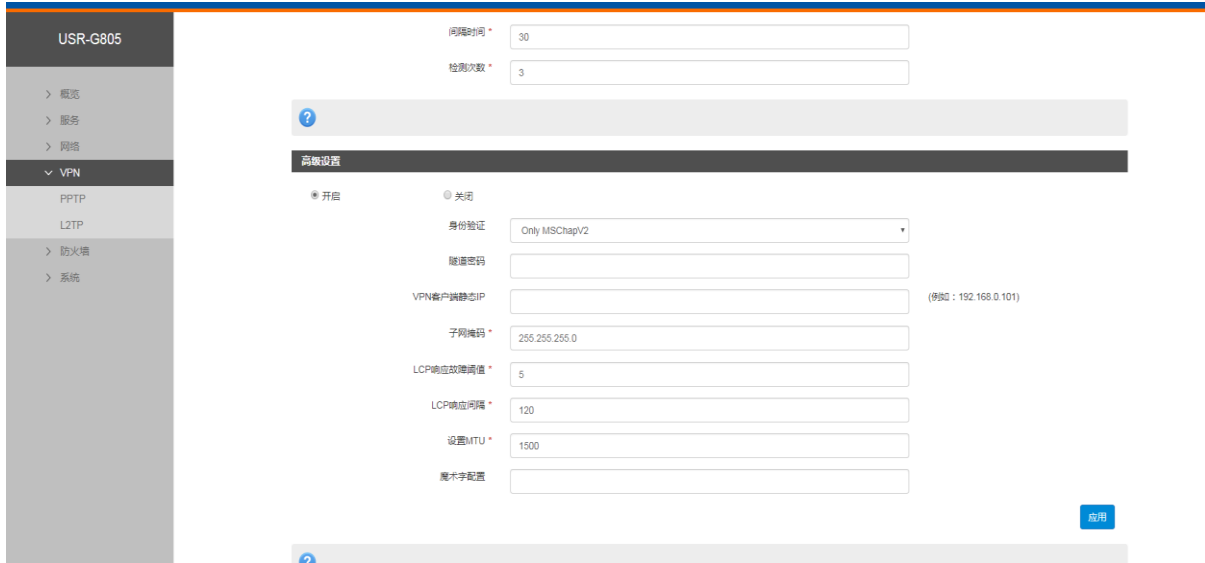 USR-G805
间隔时间 * 30
检测次数 * 3
> 概览
> 服务
> 网络
VPN
PPTP
L2TP
> 防火墙
> 系统
高级设置
开启 关闭
身份验证 Only MSChapV2
隧道密码
VPN客户端静态IP (例如：192.168.0.101)
子网掩码 * 255.255.255.0
LCP响应故障阈值 * 5
LCP响应间隔 * 120
设置MTU * 1500
魔术字配置
应用